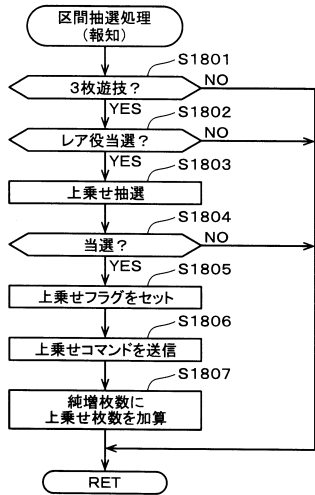 区間抽選処理
(報知)
S1801
3枚遊技?
NO
YES
S1802
レア役当選?
NO
YES
S1803
上乗せ抽選
S1804
当選?
NO
YES
S1805
上乗せフラグをセット
S1806
上乗せコマンドを送信
S1807
純増枚数に
上乗せ枚数を加算
RET